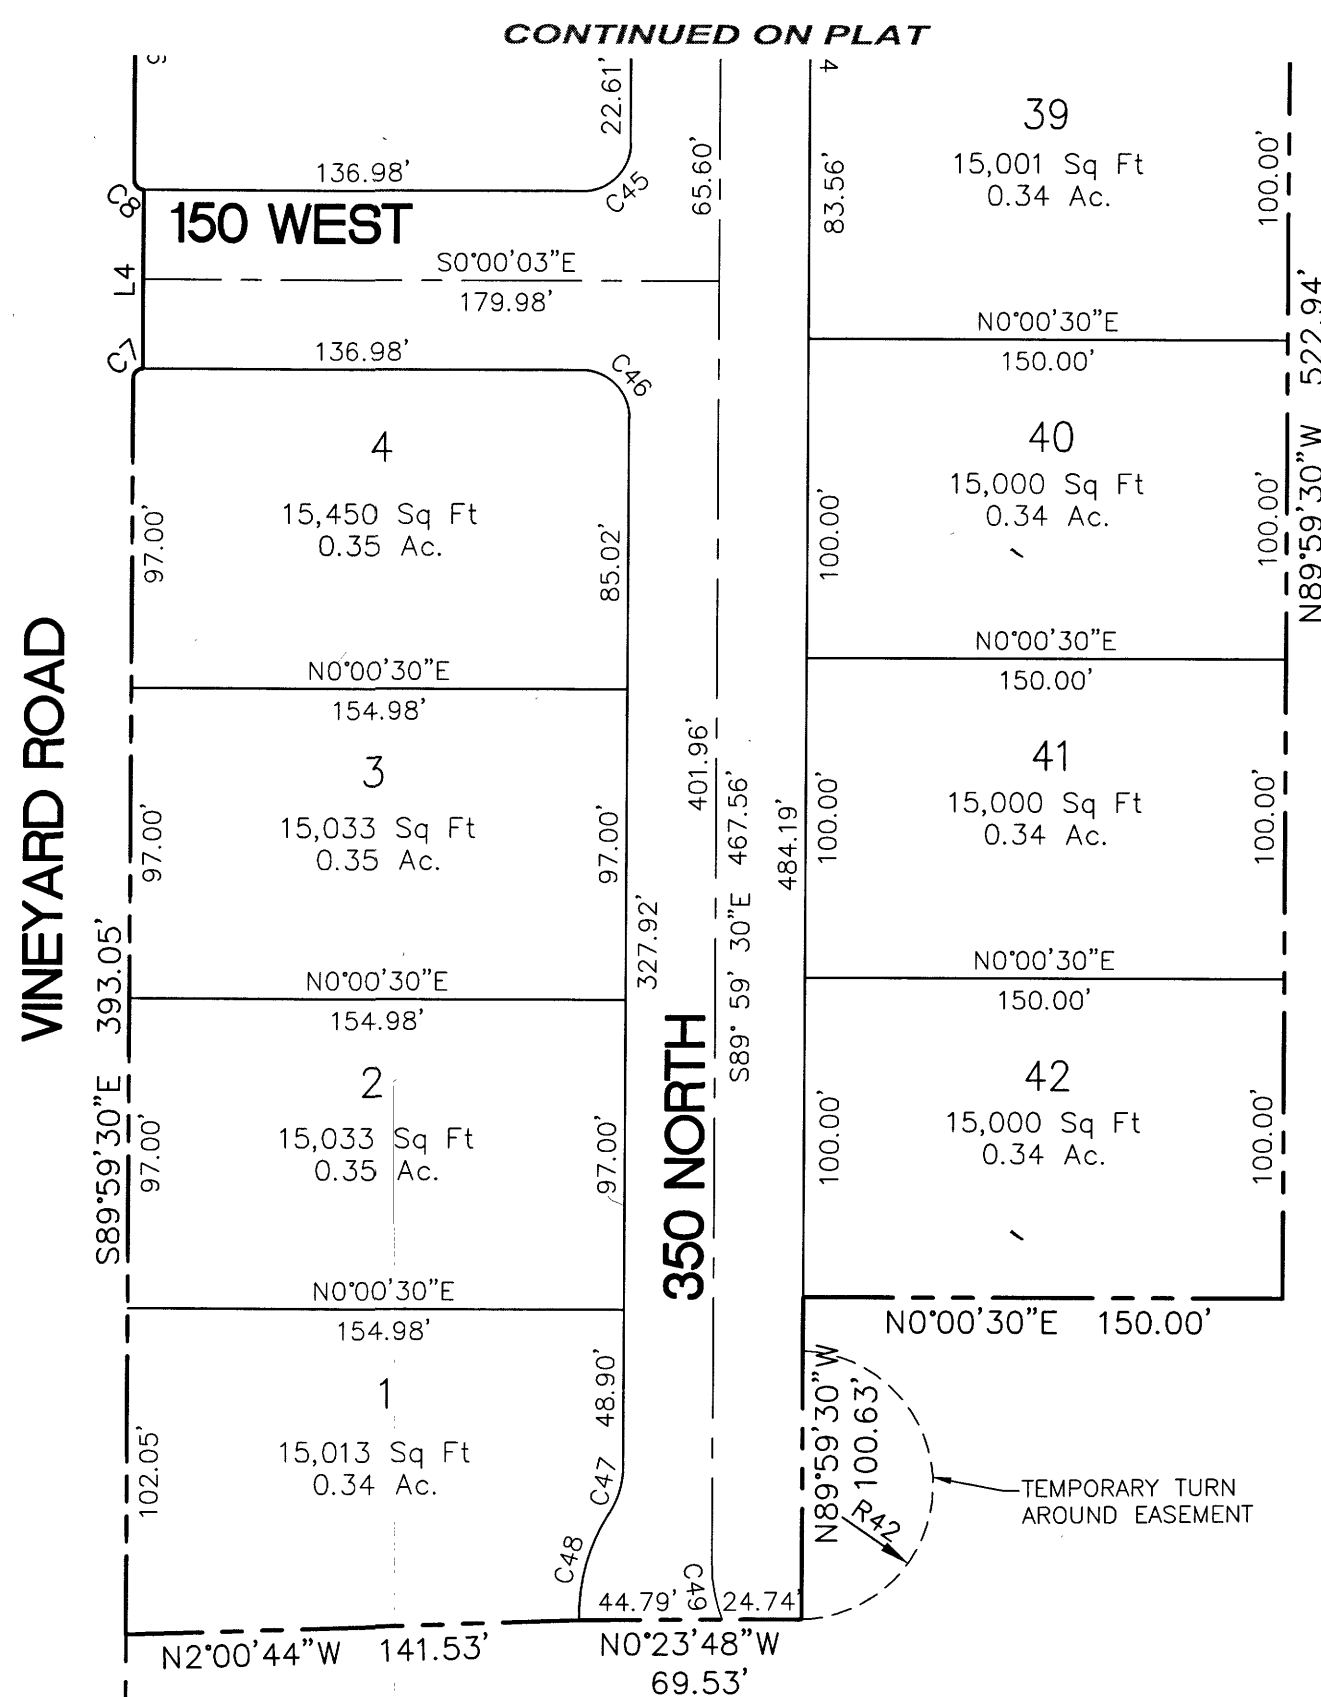 CONTINUED ON PLAT
22.61'
136.98'
C8
C45
65.60'
4
83.56'
39
15,001 Sq Ft
0.34 Ac.
100.00'
150 WEST
L4
S0°00'03"E
179.98'
136.98'
C7
C46
N0°00'30"E
150.00'
N89°59'30"W 522.94'
4
15,450 Sq Ft
0.35 Ac.
97.00'
85.02'
40
15,000 Sq Ft
0.34 Ac.
100.00'
100.00'
N0°00'30"E
154.98'
N0°00'30"E
150.00'
VINEYARD ROAD
3
15,033 Sq Ft
0.35 Ac.
97.00'
97.00'
401.96'
S89° 59' 30"E 467.56'
484.19'
41
15,000 Sq Ft
0.34 Ac.
100.00'
100.00'
327.92'
N0°00'30"E
154.98'
N0°00'30"E
150.00'
S89°59'30"E 393.05'
2
15,033 Sq Ft
0.35 Ac.
97.00'
97.00'
350 NORTH
42
15,000 Sq Ft
0.34 Ac.
100.00'
100.00'
N0°00'30"E
154.98'
N0°00'30"E 150.00'
1
15,013 Sq Ft
0.34 Ac.
102.05'
48.90'
C47
C48
C49
N89°59'30"W
100.63'
R42
TEMPORARY TURN
AROUND EASEMENT
44.79'
24.74'
N2°00'44"W 141.53'
N0°23'48"W
69.53'